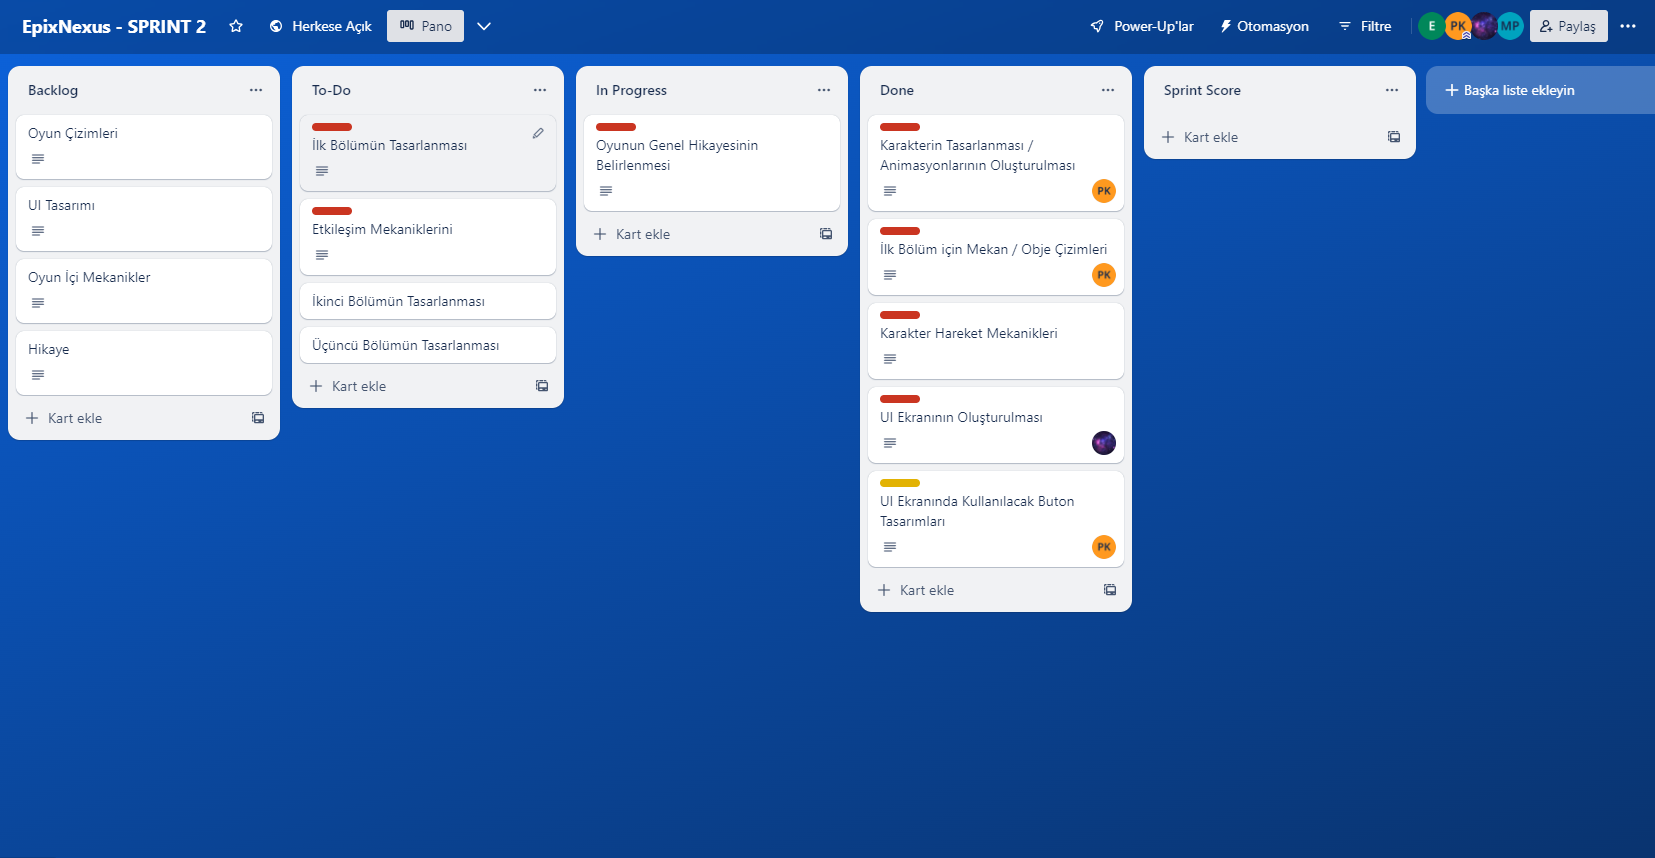 EpixNexus - SPRINT 2
Herkese Açık
Pano
Power-Up'lar
Otomasyon
Filtre
E
PK
MP
Paylaş
Backlog
Oyun Çizimleri
UI Tasarımı
Oyun İçi Mekanikler
Hikaye
Kart ekle
To-Do
İlk Bölümün Tasarlanması
Etkileşim Mekaniklerini
İkinci Bölümün Tasarlanması
Üçüncü Bölümün Tasarlanması
Kart ekle
In Progress
Oyunun Genel Hikayesinin
Belirlenmesi
Kart ekle
Done
Karakterin Tasarlanması /
Animasyonlarının Oluşturulması
PK
İlk Bölüm için Mekan / Obje Çizimleri
PK
Karakter Hareket Mekanikleri
UI Ekranının Oluşturulması
UI Ekranında Kullanılacak Buton
Tasarımları
PK
Kart ekle
Sprint Score
Kart ekle
Başka liste ekleyin